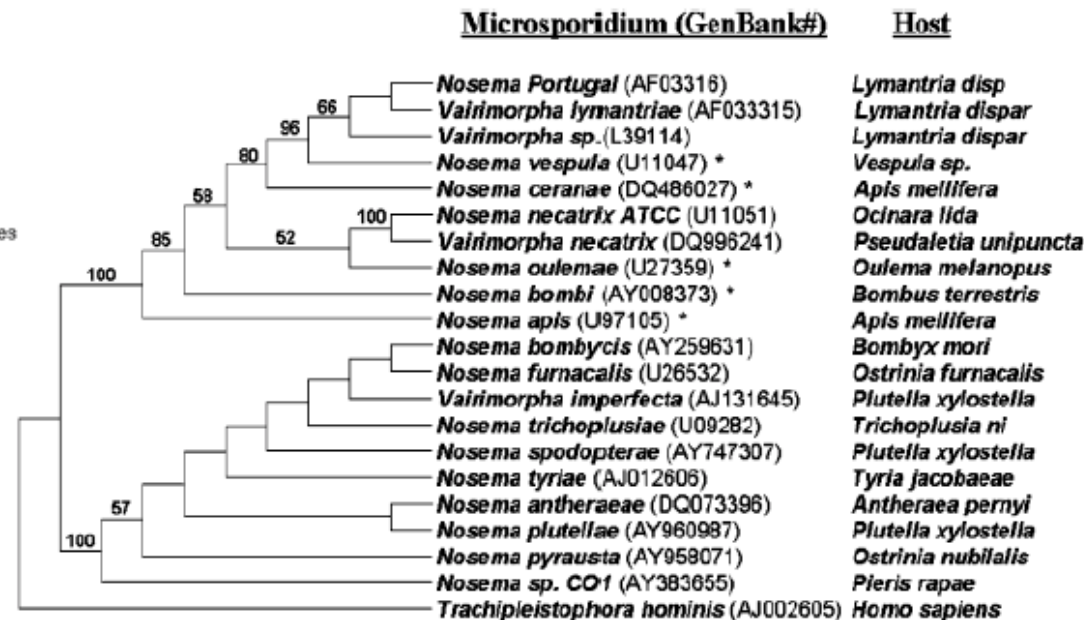 Microsporidium (GenBank#) Host
Nosema Portugal (AF03316) Lymantria disp
66 Vairimorpha lymantriae (AF033315) Lymantria dispar
96 Vairimorpha sp.(L39114) Lymantria dispar
80 Nosema vespula (U11047) * Vespula sp.
58 Nosema ceranae (DQ486027) * Apis mellifera
100 Nosema necatrix ATCC (U11051) Ocinara lida
85 52 Vairimorpha necatrix (DQ996241) Pseudaletia unipuncta
100 Nosema oulemae (U27359) * Oulema melanopus
Nosema bombi (AY008373) * Bombus terrestris
Nosema apis (U97105) * Apis mellifera
Nosema bombycis (AY259631) Bombyx mori
Nosema furnacalis (U26532) Ostrinia furnacalis
Vairimorpha imperfecta (AJ131645) Plutella xylostella
Nosema trichoplusiae (U09282) Trichoplusia ni
Nosema spodopterae (AY747307) Plutella xylostella
Nosema tyriae (AJ012606) Tyria jacobaeae
Nosema antheraeae (DQ073396) Antheraea pernyi
57 Nosema plutellae (AY960987) Plutella xylostella
100 Nosema pyrausta (AY958071) Ostrinia nubilalis
Nosema sp. CO1 (AY383655) Pieris rapae
Trachipleistophora hominis (AJ002605) Homo sapiens